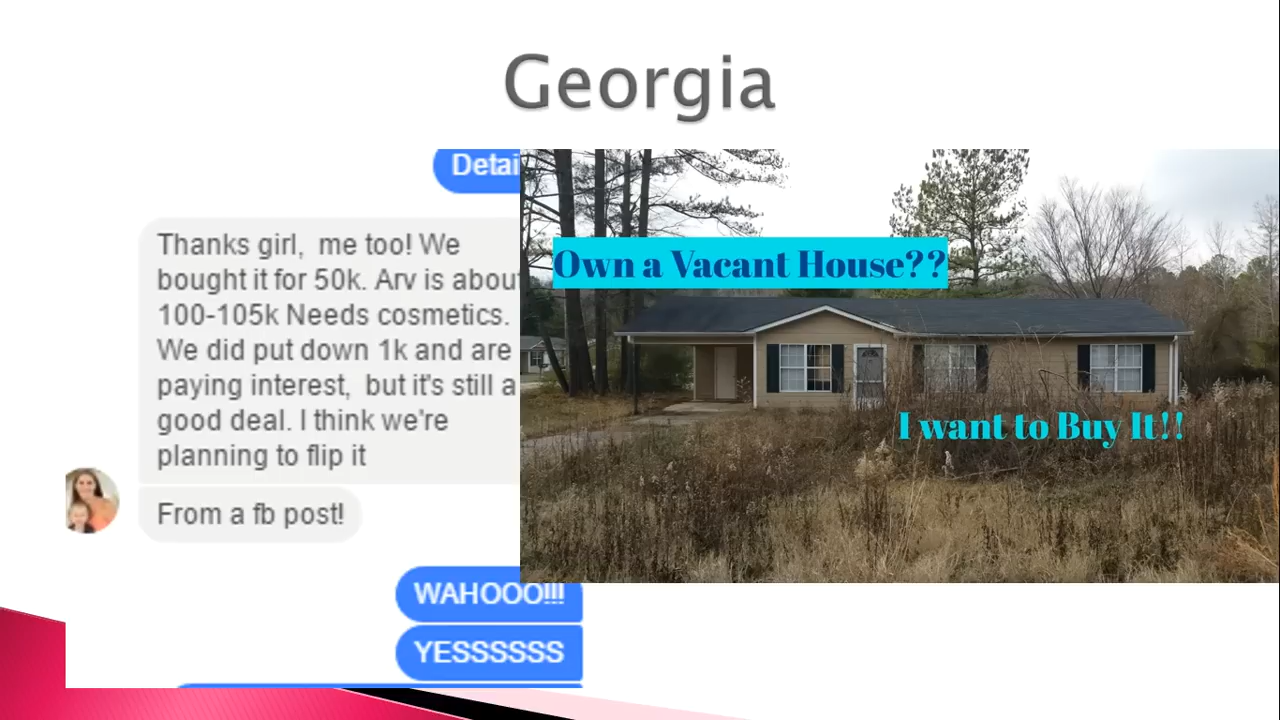 Georgia
Detai
Thanks girl, me too! We
bought it for 50k. Arv is about
100-105k Needs cosmetics.
We did put down 1k and are
paying interest, but it's still a
good deal. I think we're
planning to flip it
From a fb post!
WAHOOO!!!
YESSSSSS
Own a Vacant House??
I want to Buy It!!